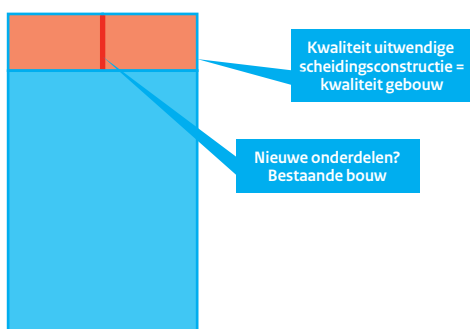 Kwaliteit uitwendige
scheidingsconstructie =
kwaliteit gebouw
Nieuwe onderdelen?
Bestaande bouw